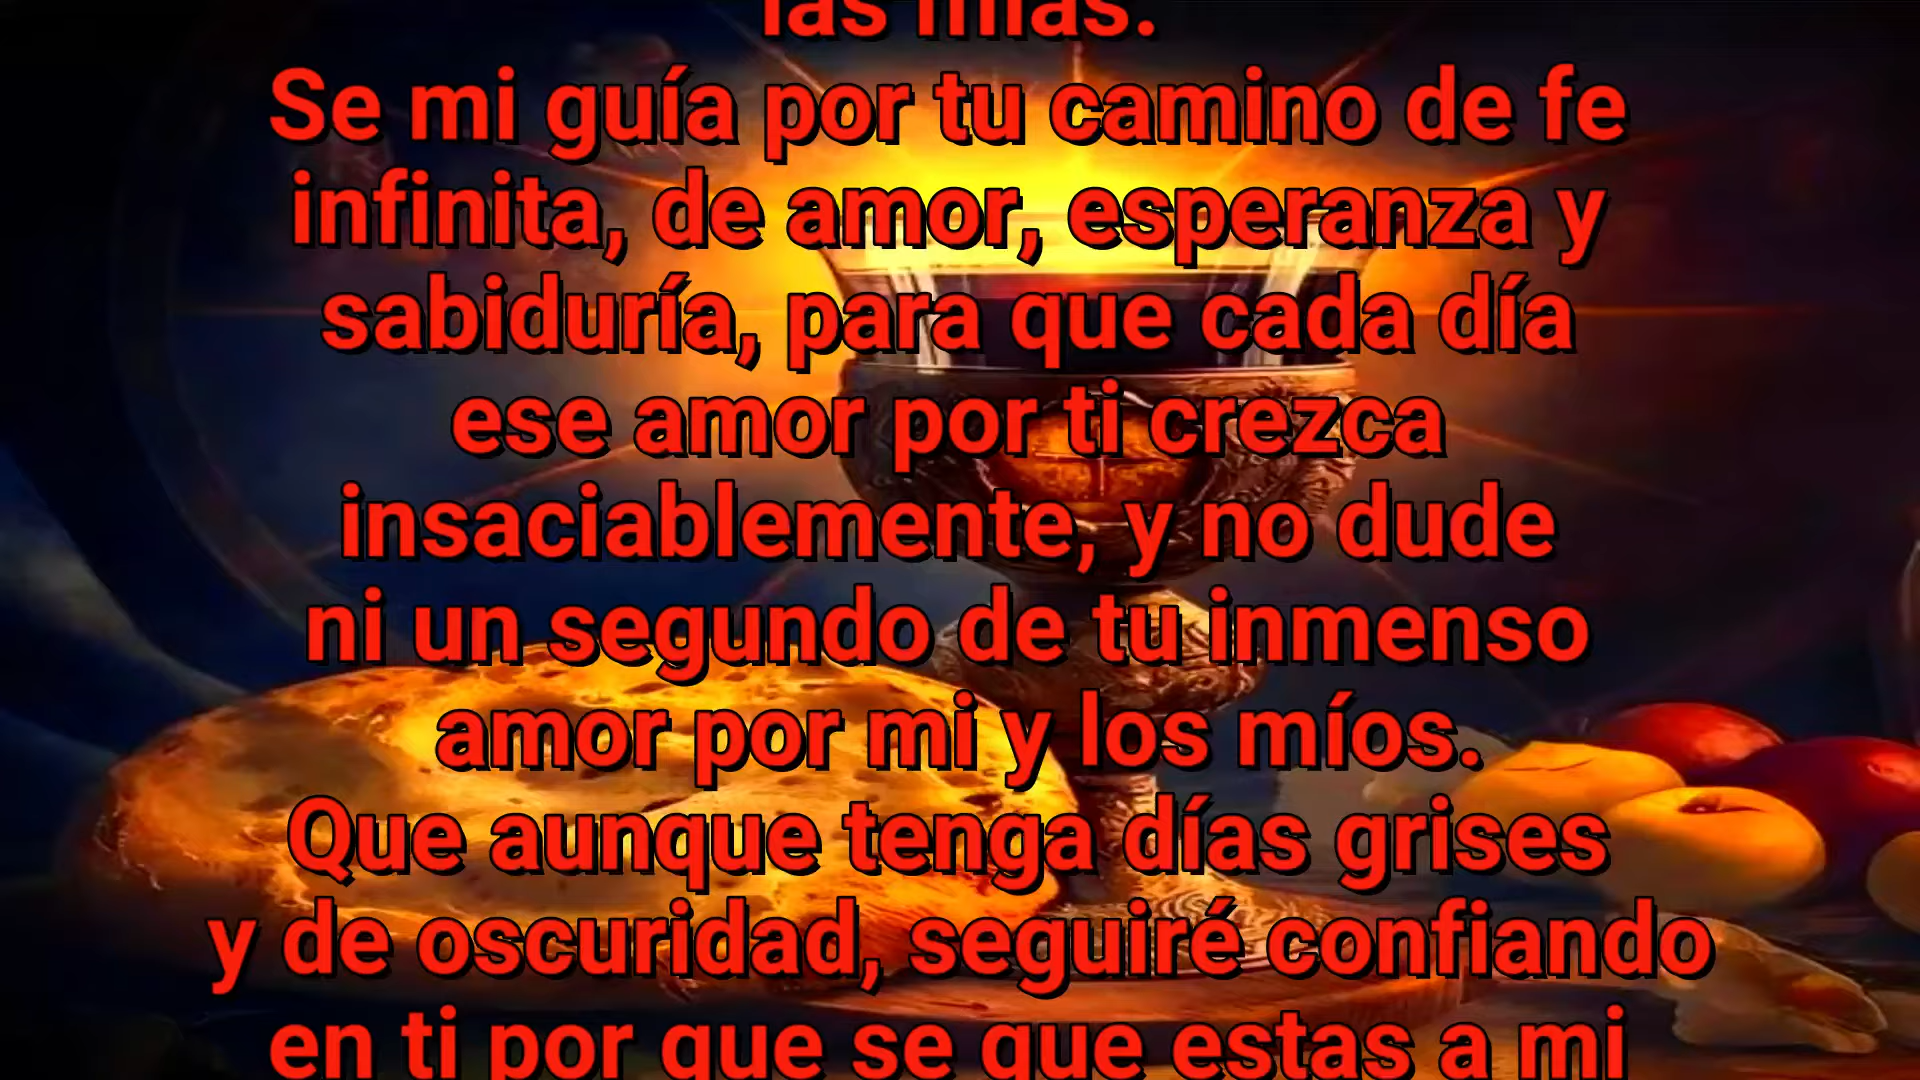 las mías.
Se mi guía por tu camino de fe
infinita, de amor, esperanza y
sabiduría, para que cada día
ese amor por ti crezca
insaciablemente, y no dude
ni un segundo de tu inmenso
amor por mi y los míos.
Que aunque tenga días grises
y de oscuridad, seguiré confiando
en ti por que se que estas a mi